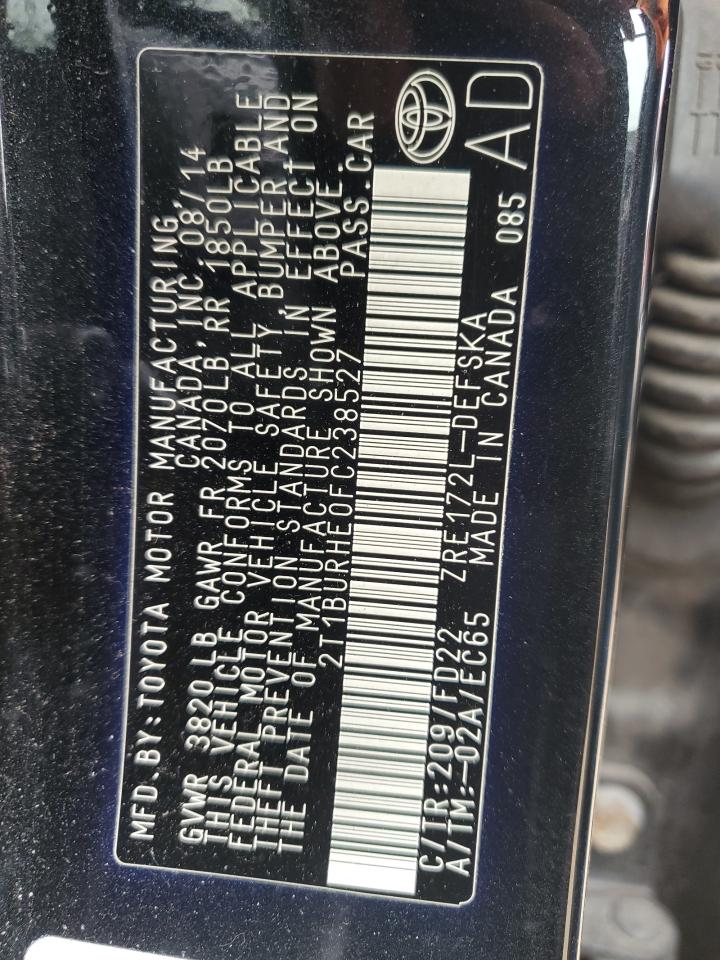 MFD.BY:TOYOTA MOTOR MANUFACTURING
CANADA,INC. 08/14
GVWR 3820LB GAWR FR 2070LB RR 1850LB
THIS VEHICLE CONFORMS TO ALL APPLICABLE
FEDERAL MOTOR VEHICLE SAFETY,BUMPER,AND
THEFT PREVENTION STANDARDS IN EFFECT ON
THE DATE OF MANUFACTURE SHOWN ABOVE.
2T1BURHE0FC238527 PASS.CAR
C/TR:209/FD22 ZRE172L-DEFSKA
A/TM:-02A/EC65 MADE IN CANADA 085
AD